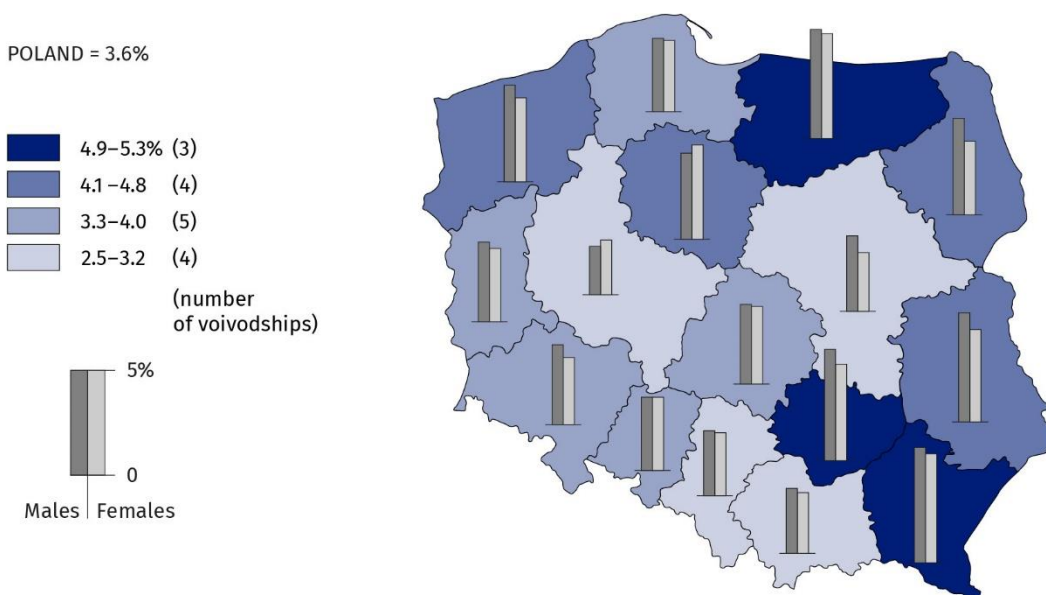 POLAND = 3.6%
4.9–5.3% (3)
4.1–4.8 (4)
3.3–4.0 (5)
2.5–3.2 (4)
(number
of voivodships)
5%
0
Males Females